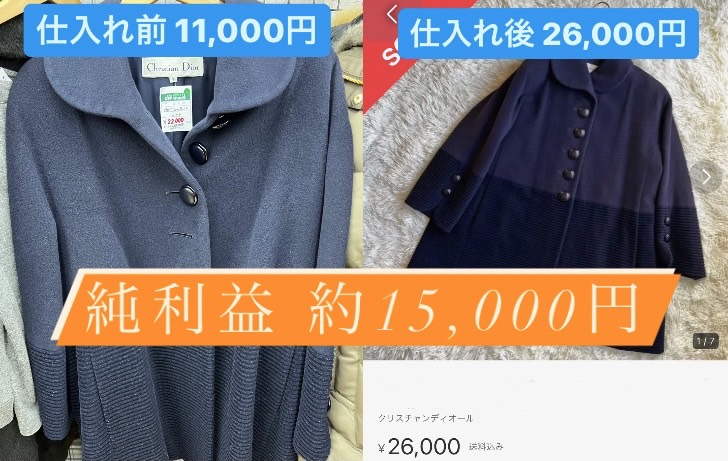 仕入れ前 11,000円
仕入れ後 26,000円
Christian Dior
純利益 約15,000円
1/7
クリスチャンディオール
¥26,000 送料込み